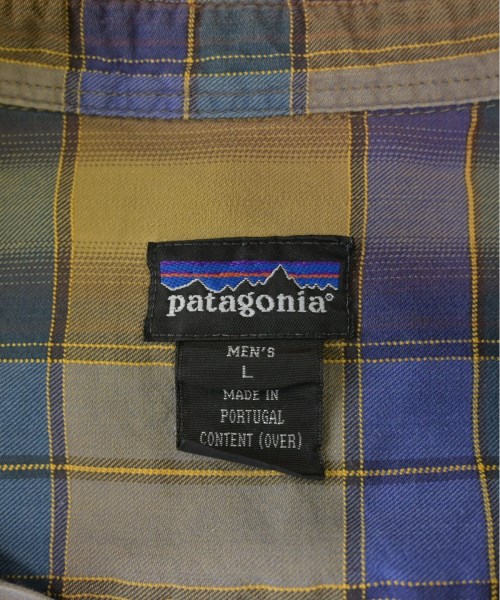 patagonia®
MEN'S
L
MADE IN
PORTUGAL
CONTENT (OVER)